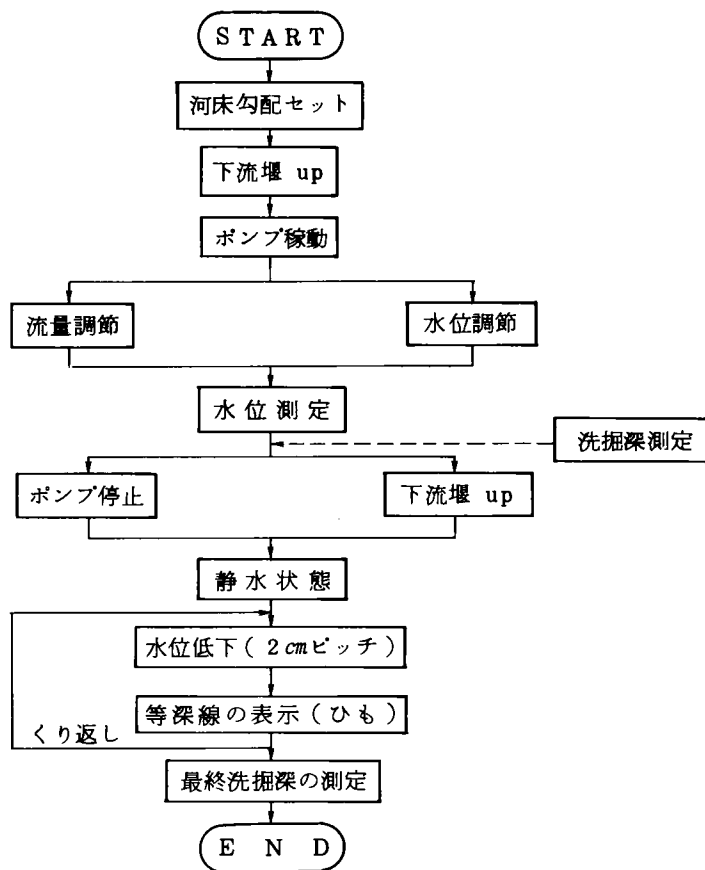 START
河床勾配セット
下流堰 up
ポンプ稼動
流量調節
水位調節
水位測定
洗掘深測定
ポンプ停止
下流堰 up
静水状態
水位低下(2cmピッチ)
等深線の表示(ひも)
くり返し
最終洗掘深の測定
END